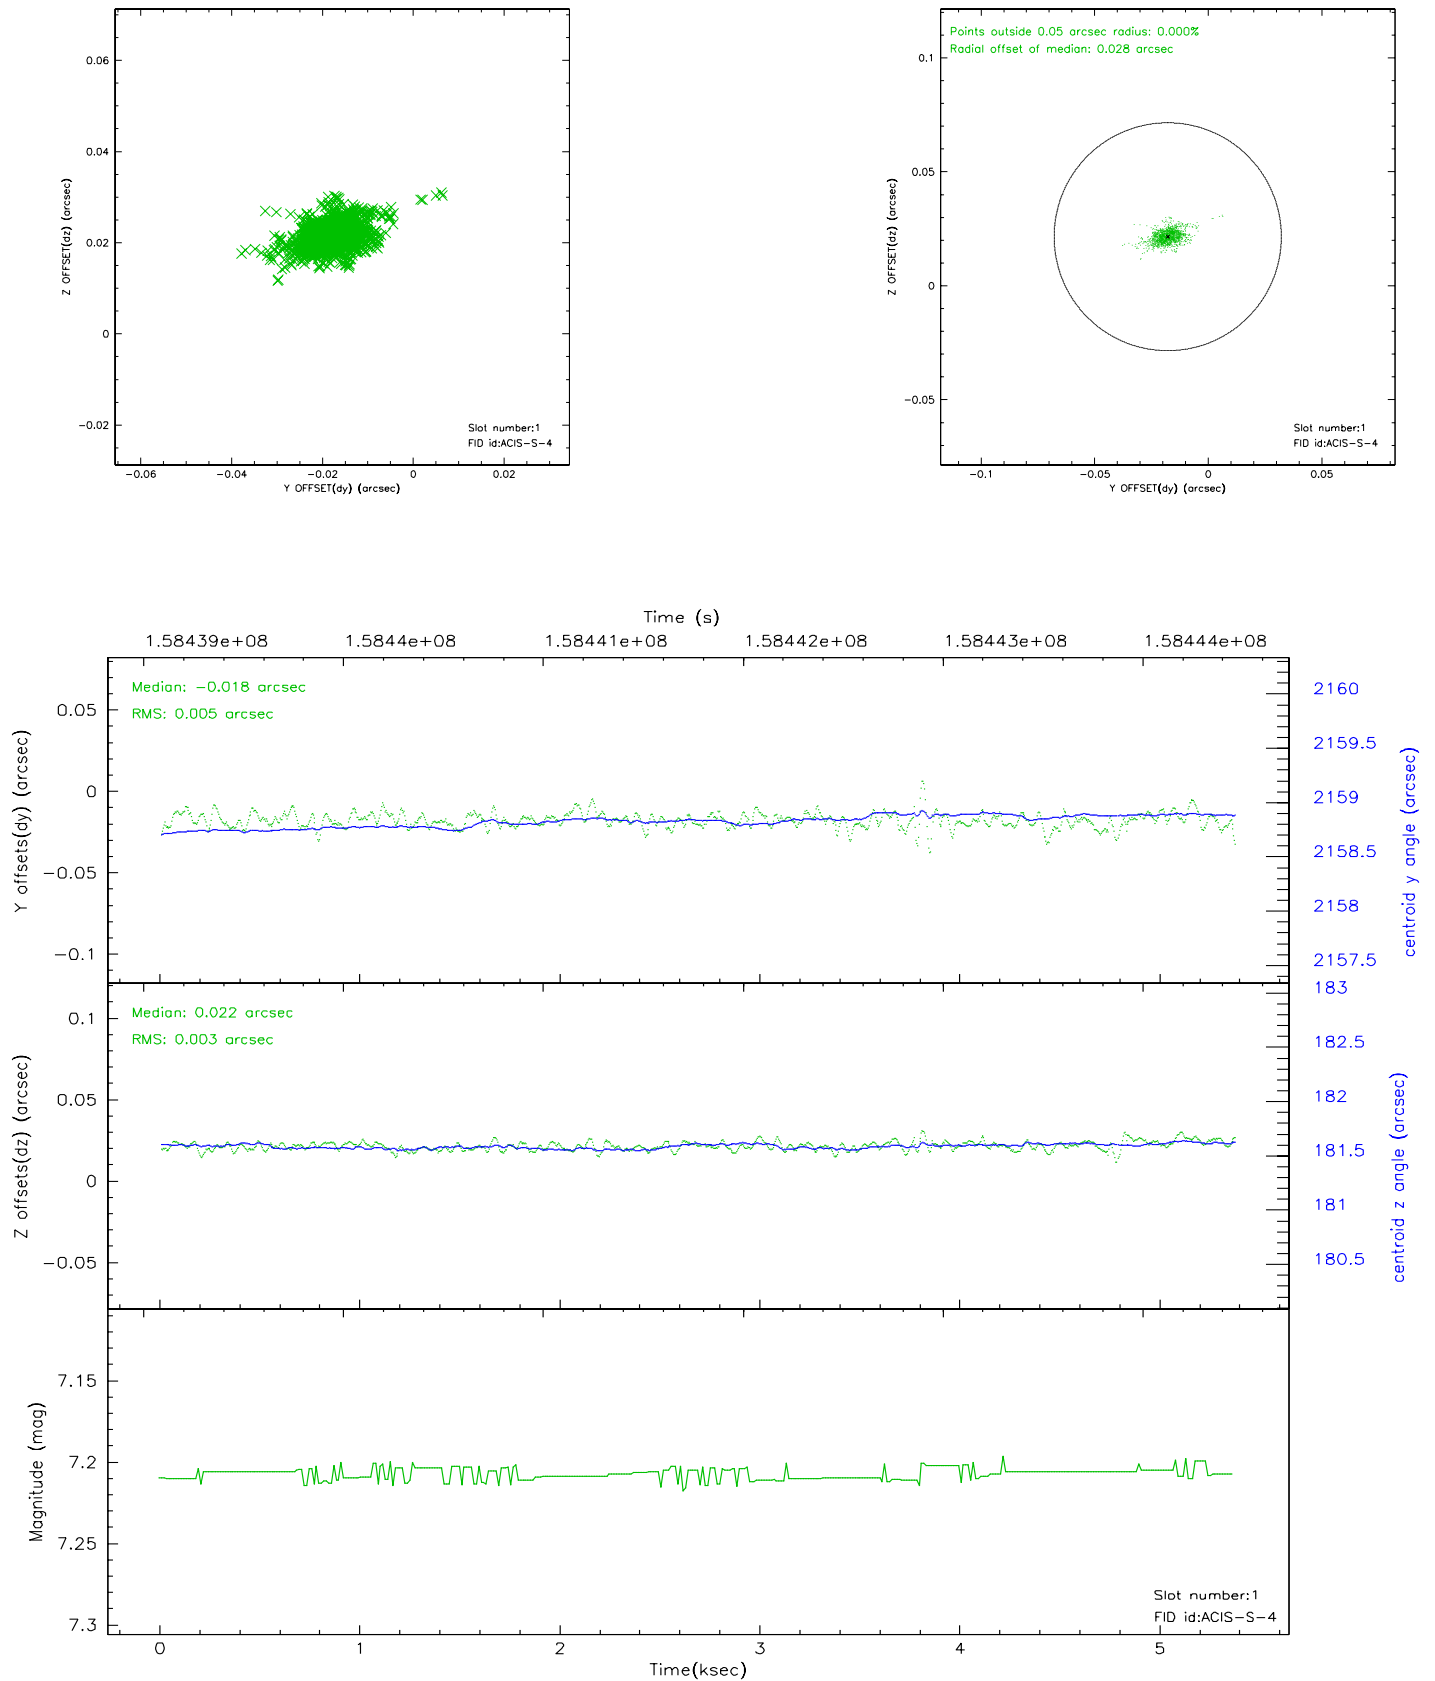 0.06
0.04
0.02
0
-0.02
Z OFFSET(dz) (arcsec)
Slot number:1
FID id:ACIS-S-4
-0.06 -0.04 -0.02 0 0.02
Y OFFSET(dy) (arcsec)
Points outside 0.05 arcsec radius: 0.000%
Radial offset of median: 0.028 arcsec
0.1
0.05
0
-0.05
Z OFFSET(dz) (arcsec)
Slot number:1
FID id:ACIS-S-4
-0.1 -0.05 0 0.05
Y OFFSET(dy) (arcsec)
Time (s)
1.58439e+08 1.5844e+08 1.58441e+08 1.58442e+08 1.58443e+08 1.58444e+08
Median: -0.018 arcsec
RMS: 0.005 arcsec
0.05
0
-0.05
-0.1
Y offsets(dy) (arcsec)
2160
2159.5
2159
2158.5
2158
2157.5
centroid y angle (arcsec)
Median: 0.022 arcsec
RMS: 0.003 arcsec
0.1
0.05
0
-0.05
Z offsets(dz) (arcsec)
183
182.5
182
181.5
181
180.5
centroid z angle (arcsec)
7.15
7.2
7.25
7.3
Magnitude (mag)
Slot number:1
FID id:ACIS-S-4
0 1 2 3 4 5
Time(ksec)